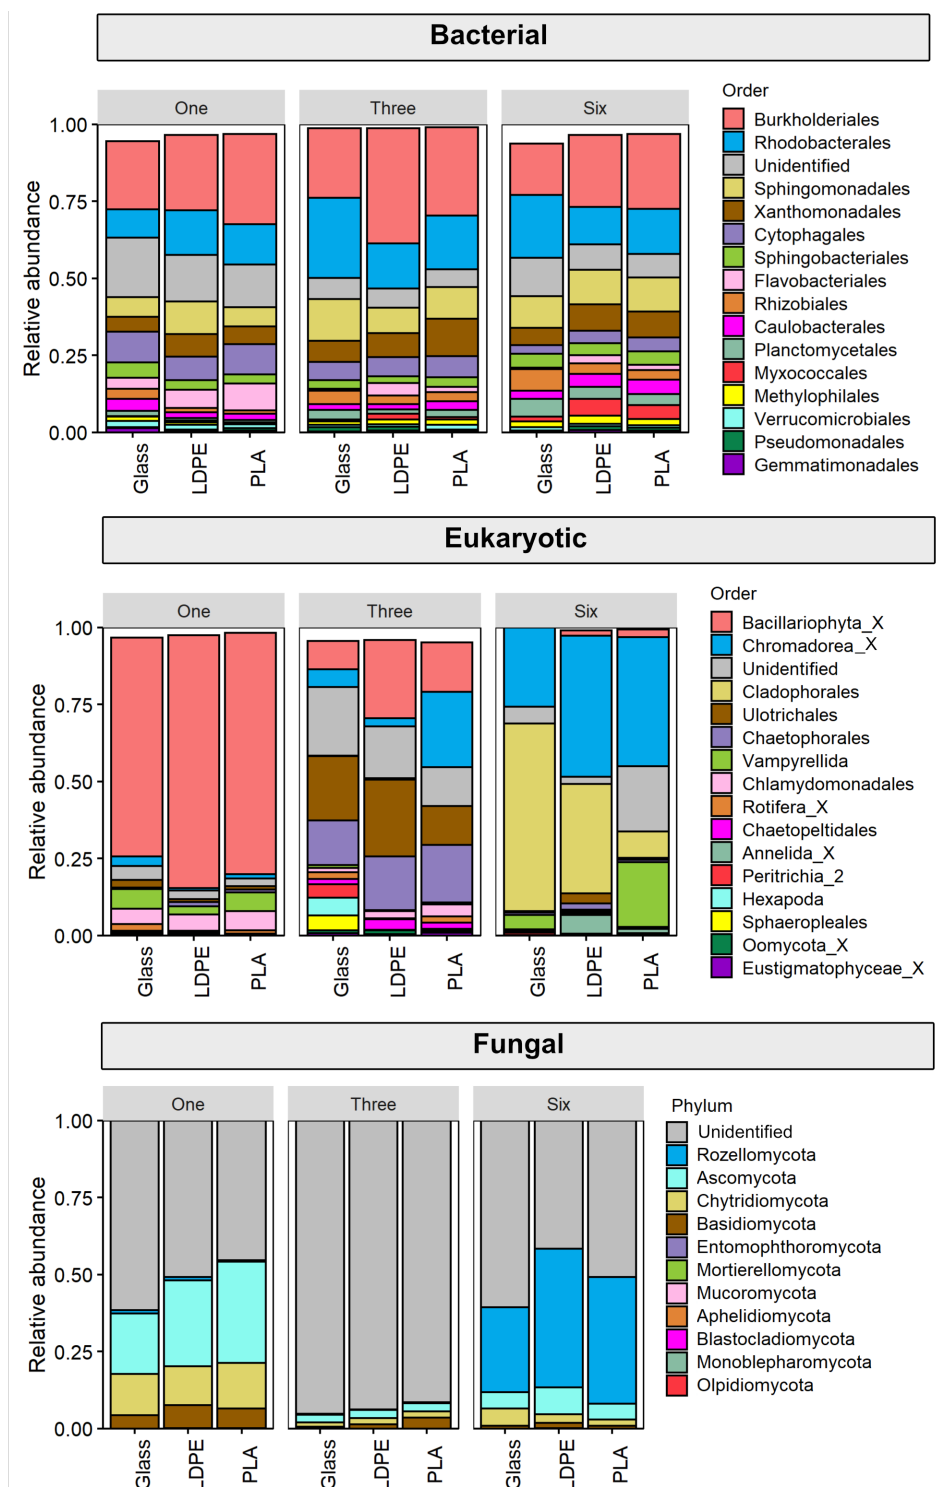 Bacterial
One Three Six
Relative abundance
1.00
0.75
0.50
0.25
0.00
Glass LDPE PLA Glass LDPE PLA Glass LDPE PLA
Order
Burkholderiales
Rhodobacterales
Unidentified
Sphingomonadales
Xanthomonadales
Cytophagales
Sphingobacteriales
Flavobacteriales
Rhizobiales
Caulobacterales
Planctomycetales
Myxococcales
Methylophilales
Verrucomicrobiales
Pseudomonadales
Gemmatimonadales
Eukaryotic
One Three Six
Relative abundance
1.00
0.75
0.50
0.25
0.00
Glass LDPE PLA Glass LDPE PLA Glass LDPE PLA
Order
Bacillariophyta_X
Chromadorea_X
Unidentified
Cladophorales
Ulotrichales
Chaetophorales
Vampyrellida
Chlamydomonadales
Rotifera_X
Chaetopeltidales
Annelida_X
Peritrichia_2
Hexapoda
Sphaeropleales
Oomycota_X
Eustigmatophyceae_X
Fungal
One Three Six
Relative abundance
1.00
0.75
0.50
0.25
0.00
Glass LDPE PLA Glass LDPE PLA Glass LDPE PLA
Phylum
Unidentified
Rozellomycota
Ascomycota
Chytridiomycota
Basidiomycota
Entomophthoromycota
Mortierellomycota
Mucoromycota
Aphelidiomycota
Blastocladiomycota
Monoblepharomycota
Olpidiomycota